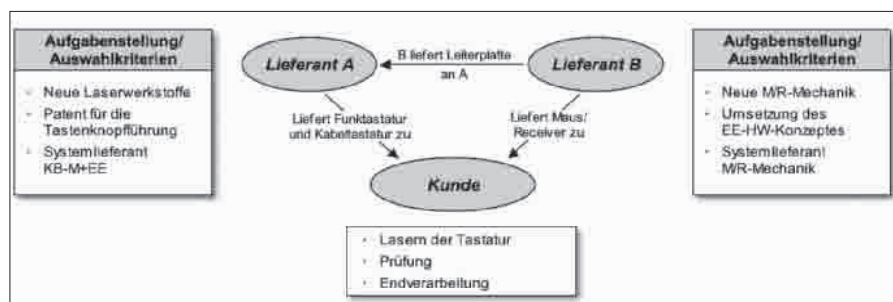 Aufgabenstellung/
Auswahlkriterien
Neue Laserwerkstoffe
Patent für die
Tastenknopfführung
Systemlieferant
KB-M+EE
Lieferant A
B liefert Leiterplatte
an A
Lieferant B
Liefert Funktastatur
und Kabeltastatur zu
Liefert Maus/
Receiver zu
Kunde
Lasern der Tastatur
Prüfung
Endverarbeitung
Aufgabenstellung/
Auswahlkriterien
Neue M/R-Mechanik
Umsetzung des
EE-HW-Konzeptes
Systemlieferant
M/R-Mechanik